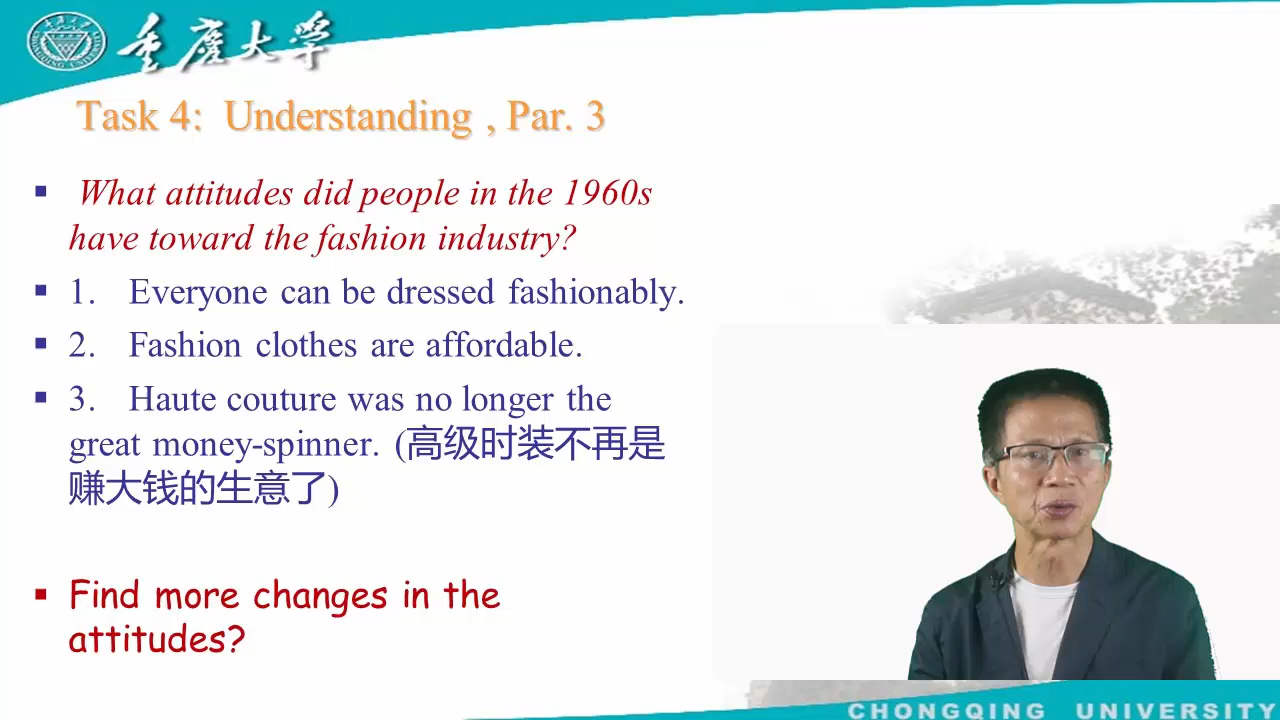 重庆大学
Task 4: Understanding , Par. 3
What attitudes did people in the 1960s
have toward the fashion industry?
1. Everyone can be dressed fashionably.
2. Fashion clothes are affordable.
3. Haute couture was no longer the
great money-spinner. (高级时装不再是
赚大钱的生意了)
Find more changes in the
attitudes?
CHONGQING UNIVERSITY